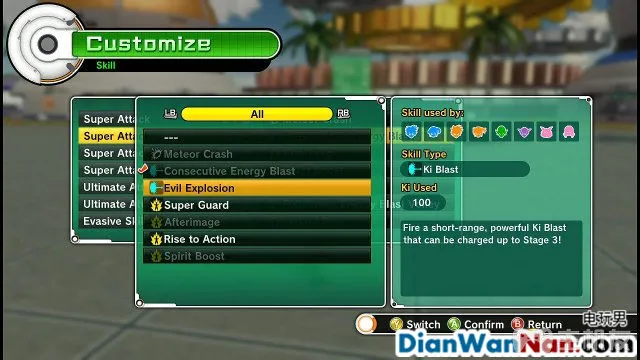 Customize
Skill
LB All RB
Super Attack
Super Atta
Super Atta
Super Atta
Ultimate A
Ultimate A
Evasive S
---
Meteor Crash
Consecutive Energy Blast
Evil Explosion
Super Guard
Afterimage
Rise to Action
Spirit Boost
Skill used by:
Skill Type
Ki Blast
Ki Used
100
Fire a short-range, powerful Ki Blast
that can be charged up to Stage 3!
Y Switch A Confirm B Return
电玩男
DianWanNan.com